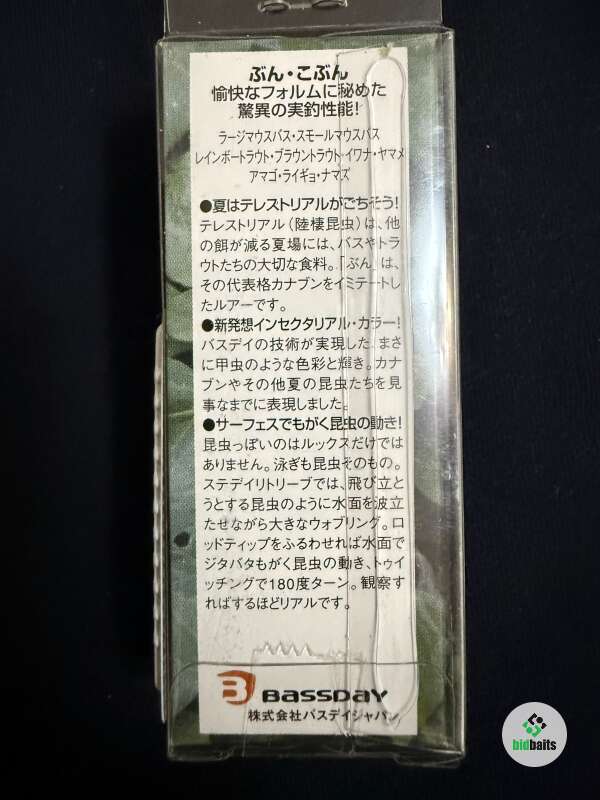 ぶん・こぶん
愉快なフォルムに秘めた
驚異の実釣性能!
ラージマウスバス・スモールマウスバス
レインボートラウト・ブラウントラウト・イワナ・ヤマメ
アマゴ・ライギョ・ナマズ
●夏はテレストリアルがごちそう!
テレストリアル(陸棲昆虫)は、他
の餌が減る夏場には、バスやトラ
ウトたちの大切な食料。「ぶん」は、
その代表格カナブンをイミテートし
たルアーです。
●新発想インセクタリアル・カラー!
バスデイの技術が実現した、まさ
に甲虫のような色彩と輝き。カナ
ブンやその他夏の昆虫たちを見
事なまでに表現しました。
●サーフェスでもがく昆虫の動き!
昆虫っぽいのはルックスだけでは
ありません。泳ぎも昆虫そのもの。
ステデイリトリーブでは、飛び立と
うとする昆虫のように水面を波立
たせながら大きなウォブリング。ロ
ッドティップをふるわせれば水面で
ジタバタもがく昆虫の動き、トゥイ
ッチングで180度ターン。観察す
ればするほどリアルです。
BASSDAY
株式会社バスデイジャパン
bidbaits